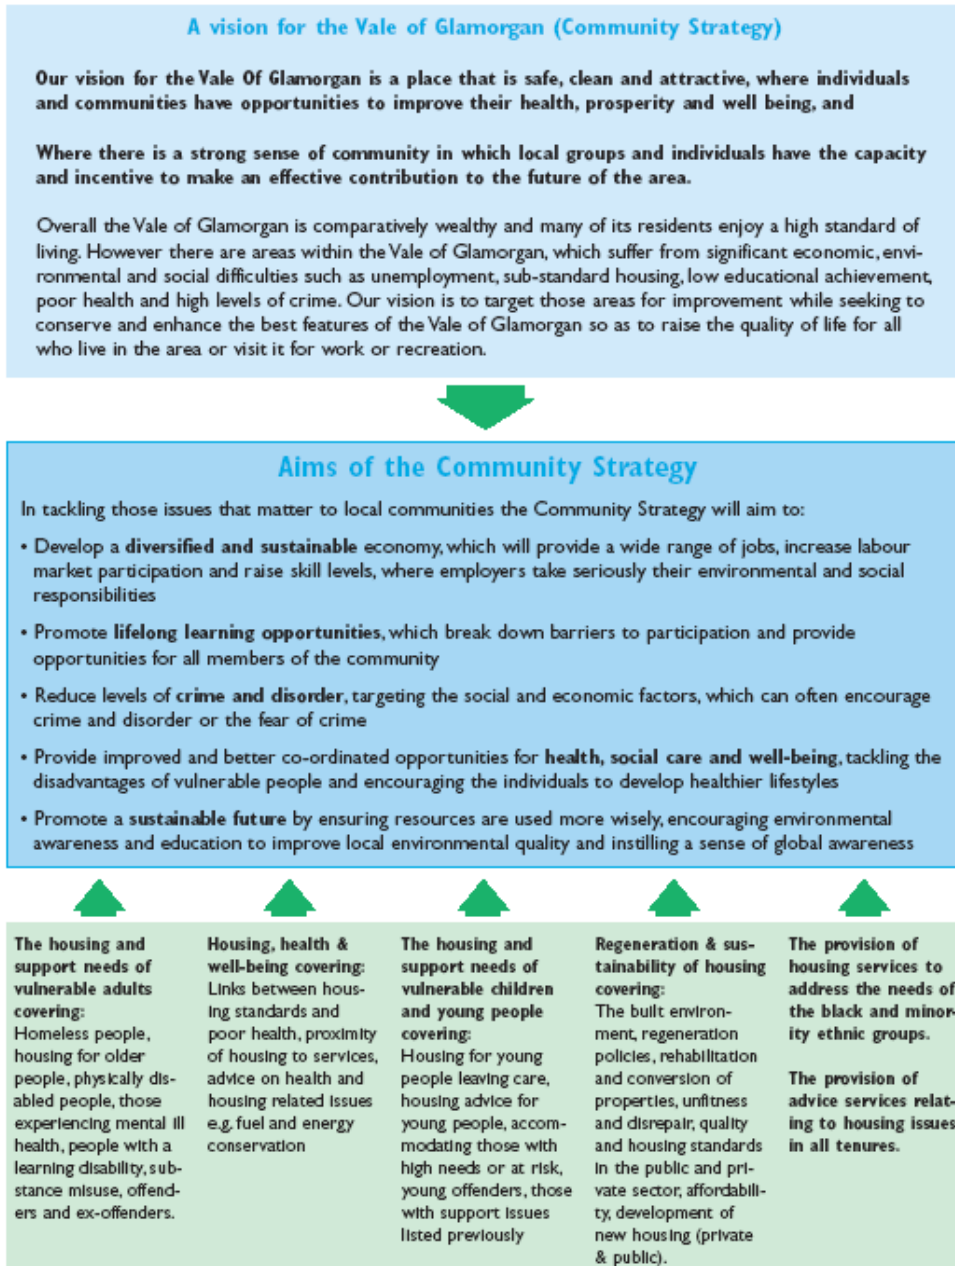 A vision for the Vale of Glamorgan (Community Strategy)
Our vision for the Vale Of Glamorgan is a place that is safe, clean and attractive, where individuals
and communities have opportunities to improve their health, prosperity and well being, and
Where there is a strong sense of community in which local groups and individuals have the capacity
and incentive to make an effective contribution to the future of the area.
Overall the Vale of Glamorgan is comparatively wealthy and many of its residents enjoy a high standard of
living. However there are areas within the Vale of Glamorgan, which suffer from significant economic, envi-
ronmental and social difficulties such as unemployment, sub-standard housing, low educational achievement,
poor health and high levels of crime. Our vision is to target those areas for improvement while seeking to
conserve and enhance the best features of the Vale of Glamorgan so as to raise the quality of life for all
who live in the area or visit it for work or recreation.
Aims of the Community Strategy
In tackling those issues that matter to local communities the Community Strategy will aim to:
• Develop a diversified and sustainable economy, which will provide a wide range of jobs, increase labour
market participation and raise skill levels, where employers take seriously their environmental and social
responsibilities
• Promote lifelong learning opportunities, which break down barriers to participation and provide
opportunities for all members of the community
• Reduce levels of crime and disorder, targeting the social and economic factors, which can often encourage
crime and disorder or the fear of crime
• Provide improved and better co-ordinated opportunities for health, social care and well-being, tackling the
disadvantages of vulnerable people and encouraging the individuals to develop healthier lifestyles
• Promote a sustainable future by ensuring resources are used more wisely, encouraging environmental
awareness and education to improve local environmental quality and instilling a sense of global awareness
The housing and
support needs of
vulnerable adults
covering:
Homeless people,
housing for older
people, physically dis-
abled people, those
experiencing mental ill
health, people with a
learning disability, sub-
stance misuse, offend-
ers and ex-offenders.
Housing, health &
well-being covering:
Links between hous-
ing standards and
poor health, proximity
of housing to services,
advice on health and
housing related issues
e.g. fuel and energy
conservation
The housing and
support needs of
vulnerable children
and young people
covering:
Housing for young
people leaving care,
housing advice for
young people, accom-
modating those with
high needs or at risk,
young offenders, those
with support issues
listed previously
Regeneration & sus-
tainability of housing
covering:
The built environ-
ment, regeneration
policies, rehabilitation
and conversion of
properties, unfitness
and disrepair, quality
and housing standards
in the public and pri-
vate sector, affordabili-
ty, development of
new housing (private
& public).
The provision of
housing services to
address the needs of
the black and minor-
ity ethnic groups.
The provision of
advice services relat-
ing to housing issues
in all tenures.